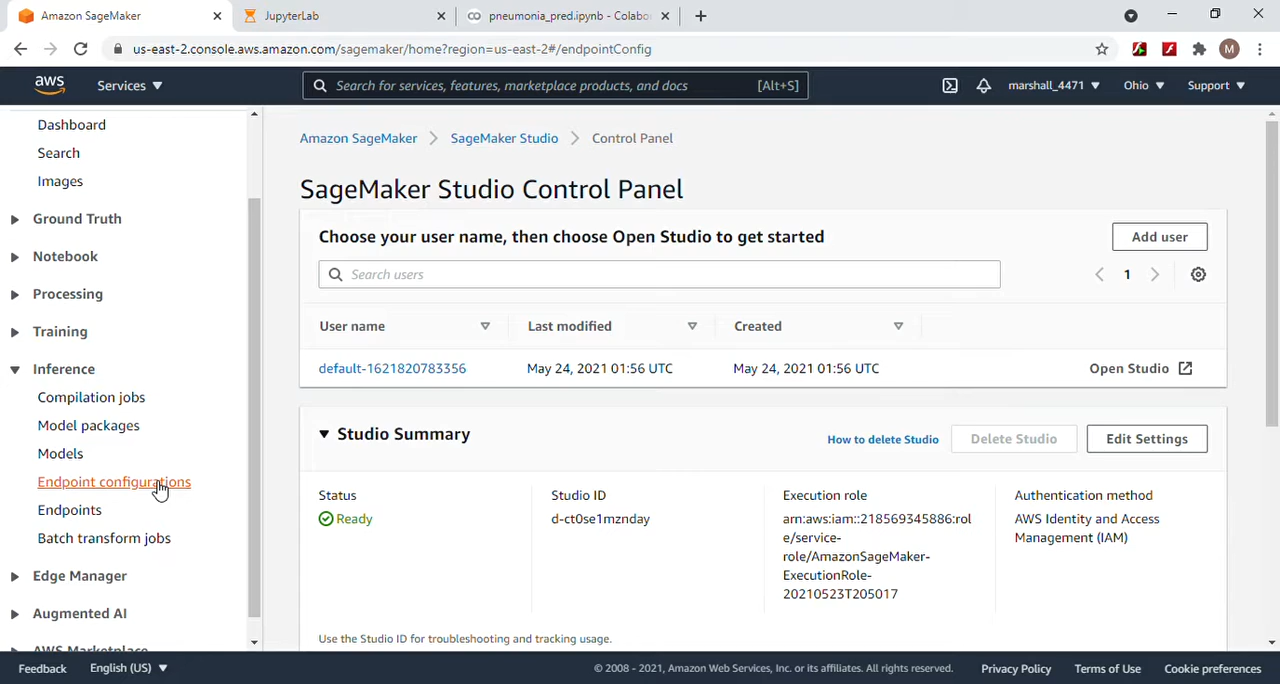 Amazon SageMaker
JupyterLab
pneumonia_pred.ipynb - Colabo
us-east-2.console.aws.amazon.com/sagemaker/home?region=us-east-2#/endpointConfig
M
aws
Services
Search for services, features, marketplace products, and docs
[Alt+S]
marshall_4471
Ohio
Support
Dashboard
Search
Images
Ground Truth
Notebook
Processing
Training
Inference
Compilation jobs
Model packages
Models
Endpoint configurations
Endpoints
Batch transform jobs
Edge Manager
Augmented AI
AWS Marketplace
Amazon SageMaker
SageMaker Studio
Control Panel
SageMaker Studio Control Panel
Choose your user name, then choose Open Studio to get started
Add user
Search users
1
User name
Last modified
Created
default-1621820783356
May 24, 2021 01:56 UTC
May 24, 2021 01:56 UTC
Open Studio
Studio Summary
How to delete Studio
Delete Studio
Edit Settings
Status
Ready
Studio ID
d-ct0se1mznday
Execution role
arn:aws:iam::218569345886:rol
e/service-
role/AmazonSageMaker-
ExecutionRole-
20210523T205017
Authentication method
AWS Identity and Access
Management (IAM)
Use the Studio ID for troubleshooting and tracking usage.
Feedback
English (US)
© 2008 - 2021, Amazon Web Services, Inc. or its affiliates. All rights reserved.
Privacy Policy
Terms of Use
Cookie preferences